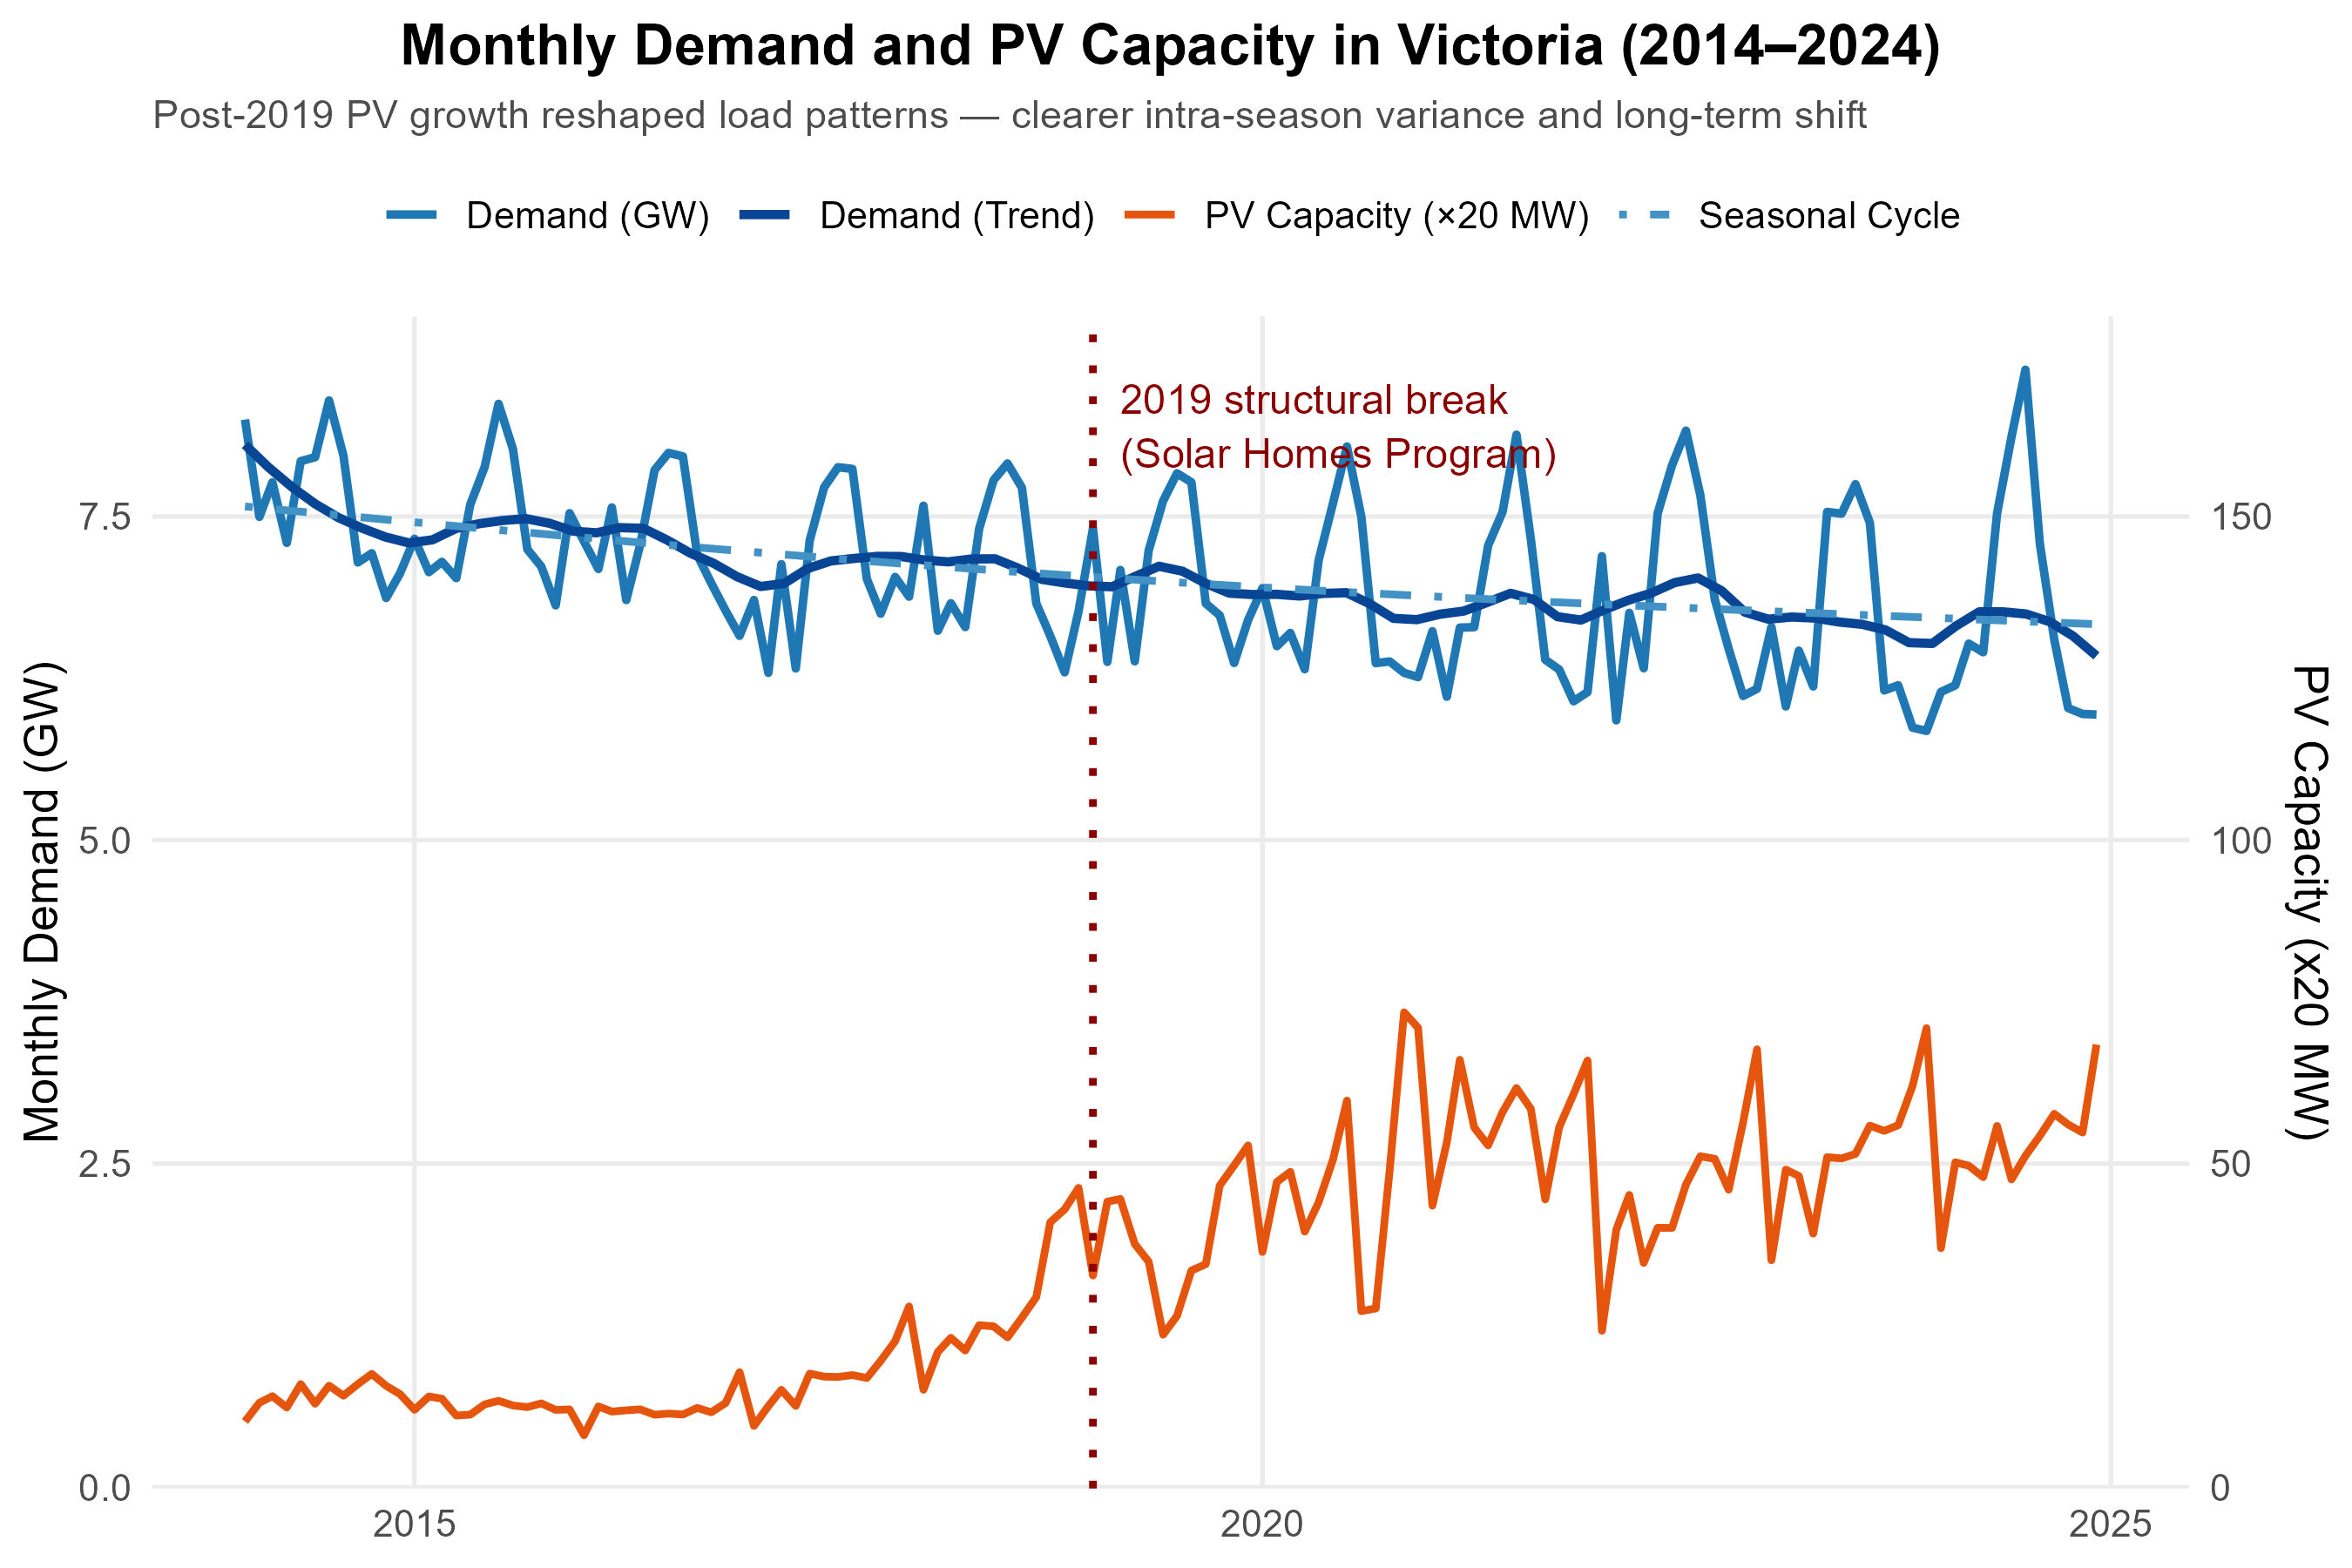 Monthly Demand and PV Capacity in Victoria (2014–2024)
Post-2019 PV growth reshaped load patterns — clearer intra-season variance and long-term shift
Demand (GW) Demand (Trend) PV Capacity (×20 MW) Seasonal Cycle
2019 structural break
(Solar Homes Program)
Monthly Demand (GW)
7.5
5.0
2.5
0.0
150
100
50
0
PV Capacity (x20 MW)
2015 2020 2025